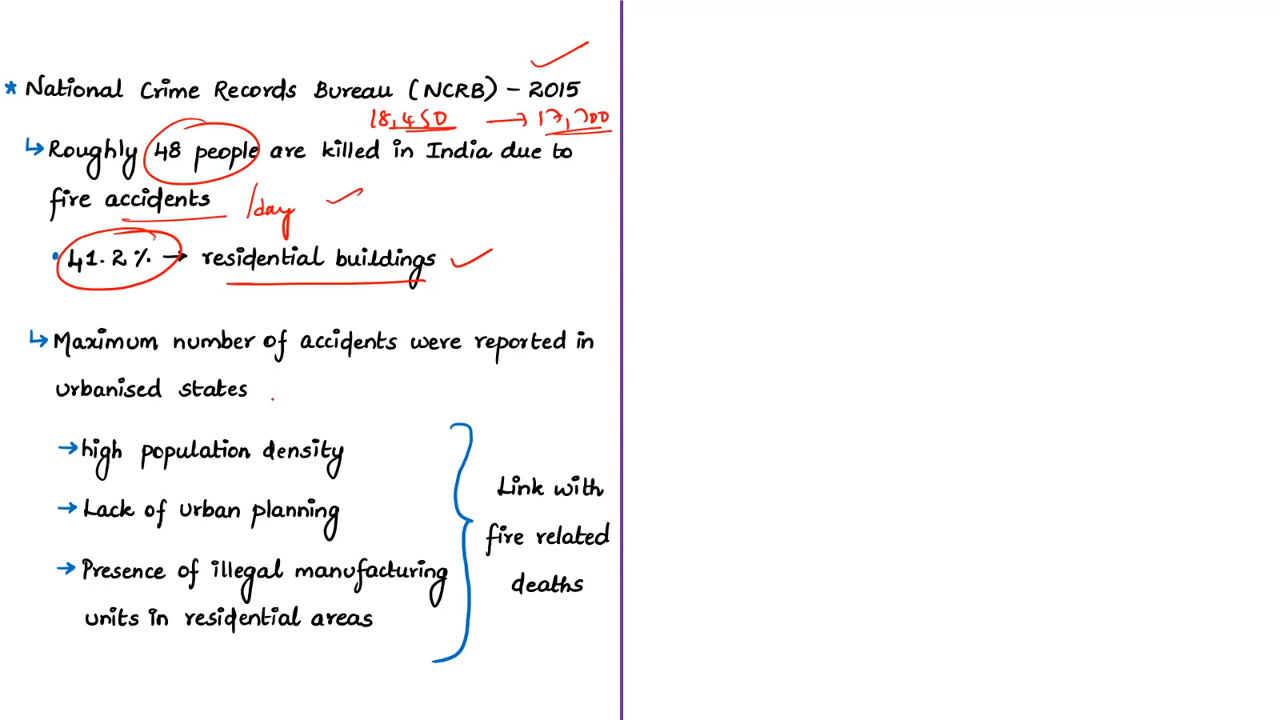 * National Crime Records Bureau (NCRB) - 2015
18,450 → 17,700
↳ Roughly 48 people are killed in India due to
fire accidents /day
• 41.2% → residential buildings
↳ Maximum number of accidents were reported in
urbanised states
→ high population density
→ Lack of urban planning
→ Presence of illegal manufacturing
units in residential areas
Link with
fire related
deaths